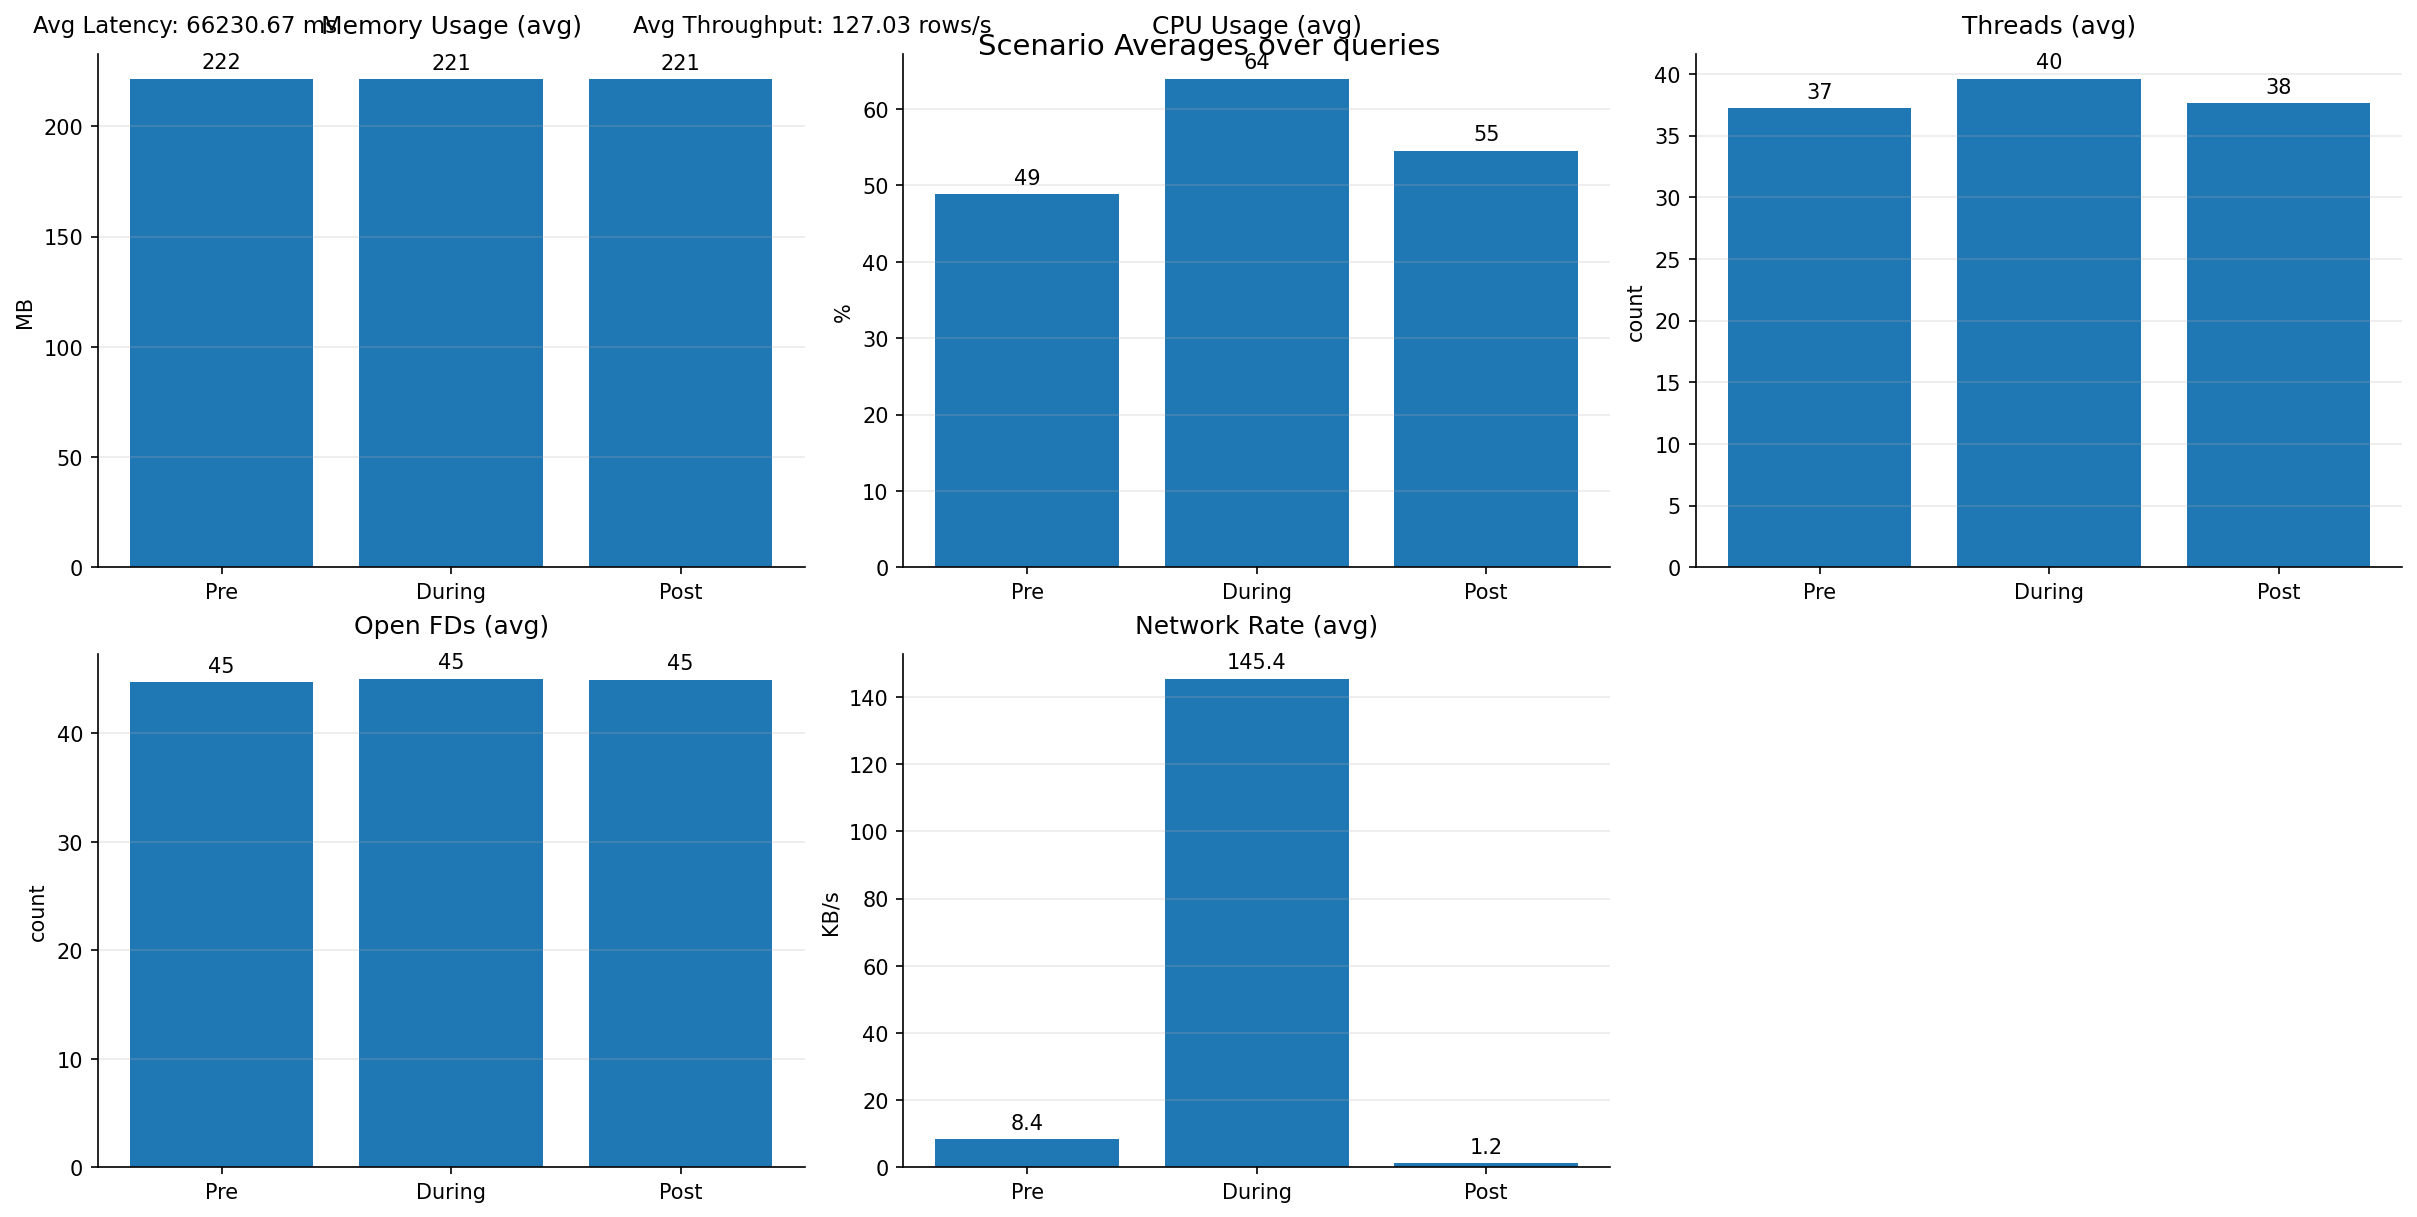 Avg Latency: 66230.67 ms
Memory Usage (avg)
Avg Throughput: 127.03 rows/s
CPU Usage (avg)
Threads (avg)
Scenario Averages over queries
222
221
221
200
150
100
50
0
MB
Pre
During
Post
49
64
55
60
50
40
30
20
10
0
%
Pre
During
Post
37
40
38
40
35
30
25
20
15
10
5
0
count
Pre
During
Post
Open FDs (avg)
45
45
45
40
30
20
10
0
count
Pre
During
Post
Network Rate (avg)
8.4
145.4
1.2
140
120
100
80
60
40
20
0
KB/s
Pre
During
Post